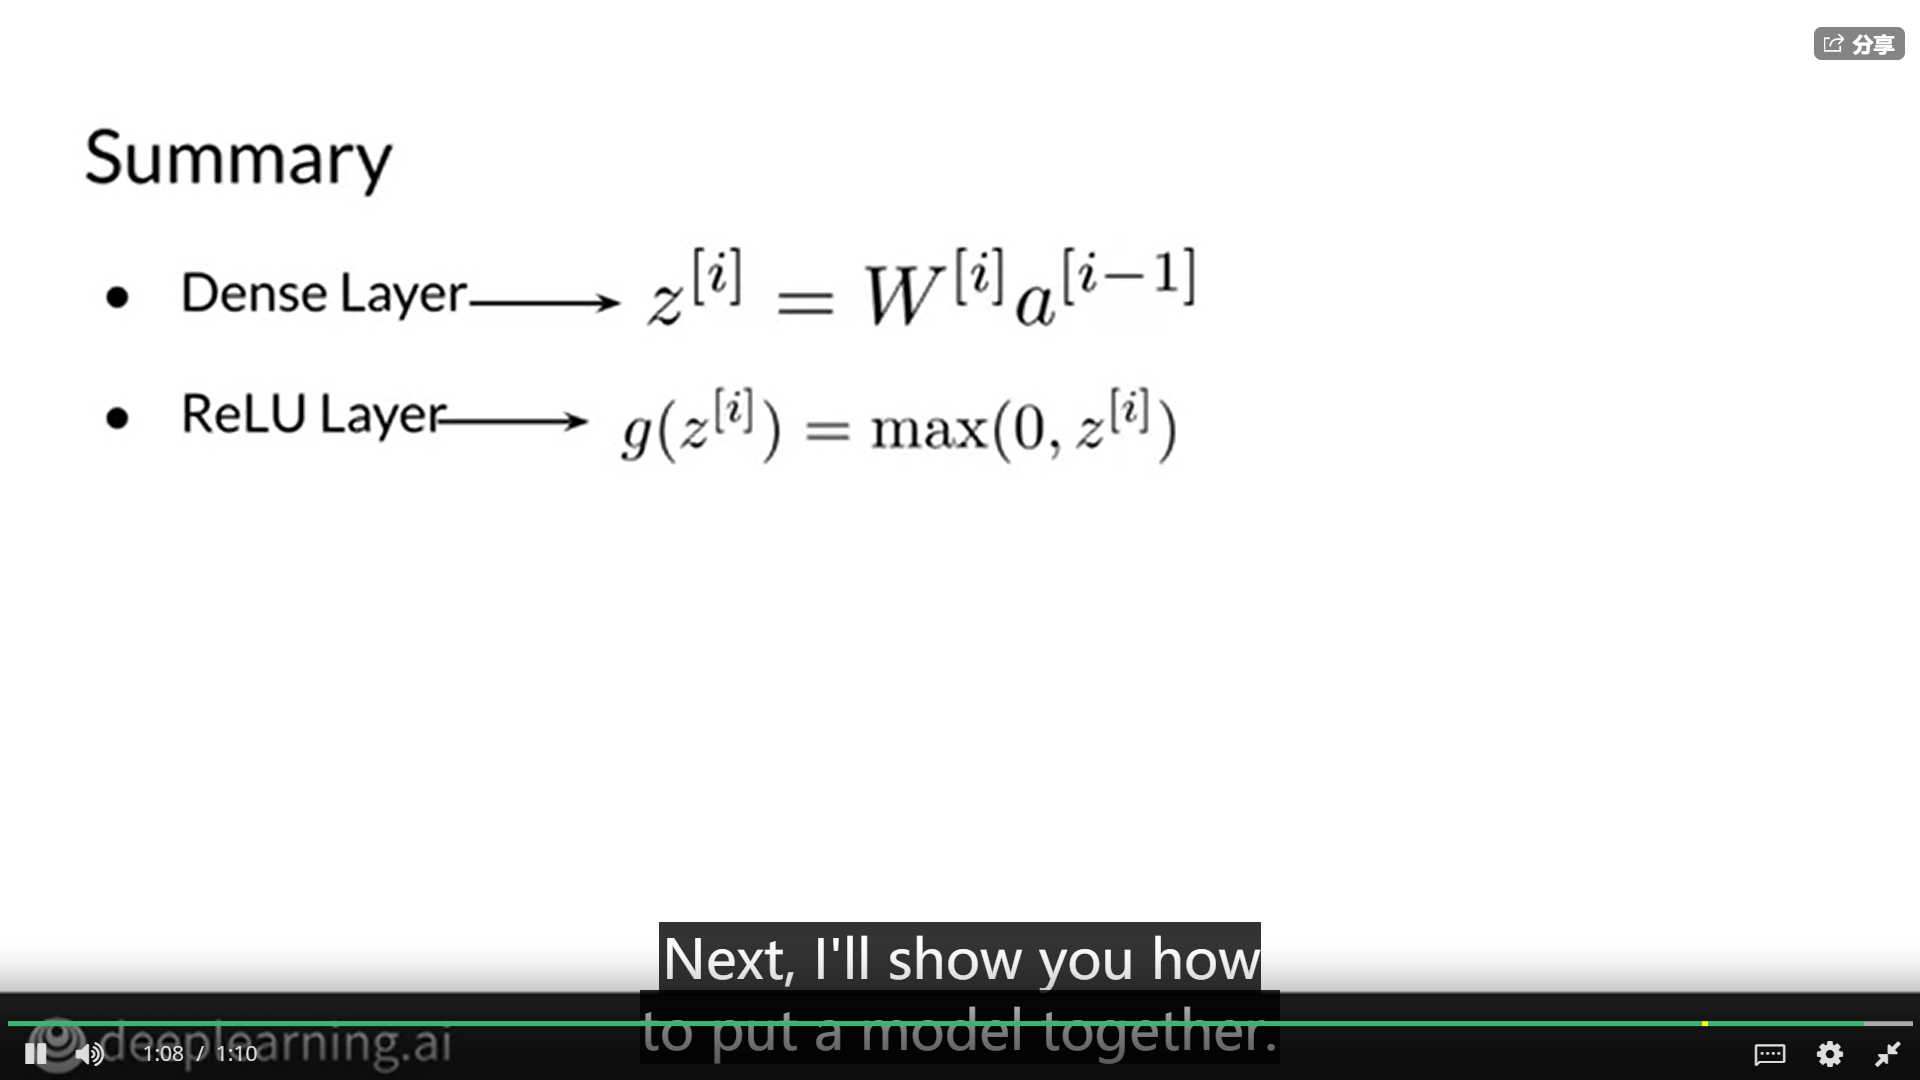 分享
Summary
● Dense Layer → z^[i] = W^[i] a^[i−1]
● ReLU Layer → g(z^[i]) = max(0, z^[i])
Next, I'll show you how
to put a model together.
deeplearning.ai
1:08 / 1:10